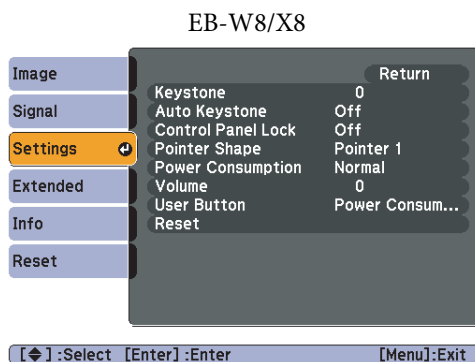 EB-W8/X8
Image
Signal
Settings
Extended
Info
Reset
Return
Keystone 0
Auto Keystone Off
Control Panel Lock Off
Pointer Shape Pointer 1
Power Consumption Normal
Volume 0
User Button Power Consum...
Reset
[◆] :Select [Enter] :Enter [Menu]:Exit